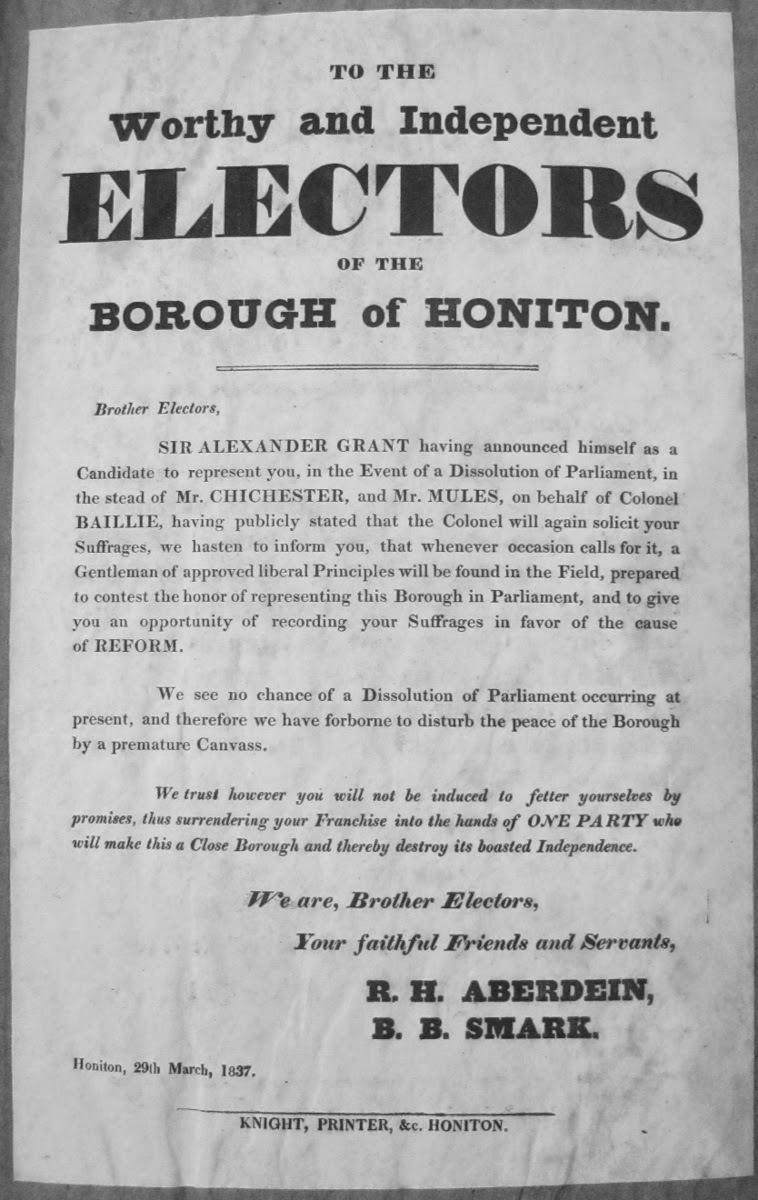 TO THE
Worthy and Independent
ELECTORS
OF THE
BOROUGH of HONITON.
Brother Electors,
SIR ALEXANDER GRANT having announced himself as a
Candidate to represent you, in the Event of a Dissolution of Parliament, in
the stead of Mr. CHICHESTER, and Mr. MULES, on behalf of Colonel
BAILLIE, having publicly stated that the Colonel will again solicit your
Suffrages, we hasten to inform you, that whenever occasion calls for it, a
Gentleman of approved liberal Principles will be found in the Field, prepared
to contest the honor of representing this Borough in Parliament, and to give
you an opportunity of recording your Suffrages in favor of the cause
of REFORM.
We see no chance of a Dissolution of Parliament occurring at
present, and therefore we have forborne to disturb the peace of the Borough
by a premature Canvass.
We trust however you will not be induced to fetter yourselves by
promises, thus surrendering your Franchise into the hands of ONE PARTY who
will make this a Close Borough and thereby destroy its boasted Independence.
We are, Brother Electors,
Your faithful Friends and Servants,
R. H. ABERDEIN,
B. B. SMARK.
Honiton, 29th March, 1837.
KNIGHT, PRINTER, &c. HONITON.